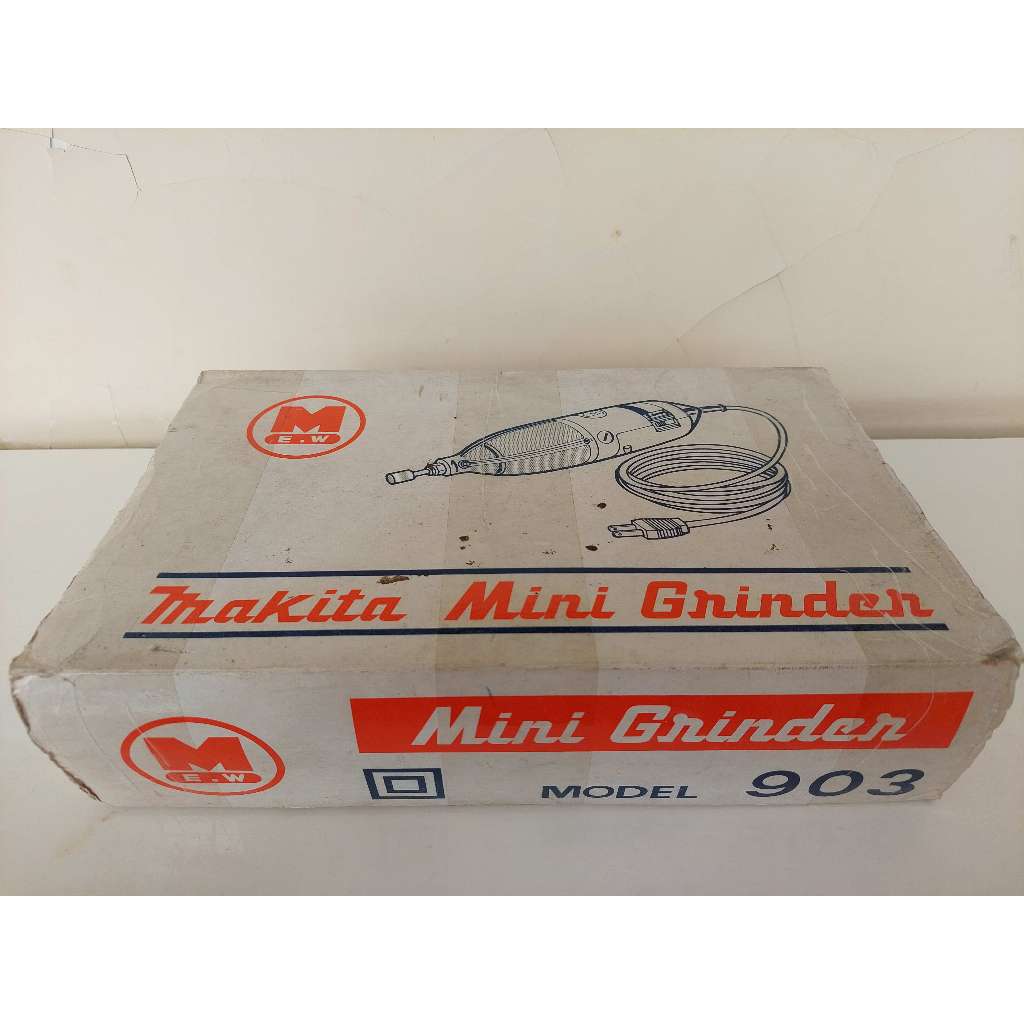 M
E.W
Makita Mini Grinder
M
E.W
Mini Grinder
MODEL 903